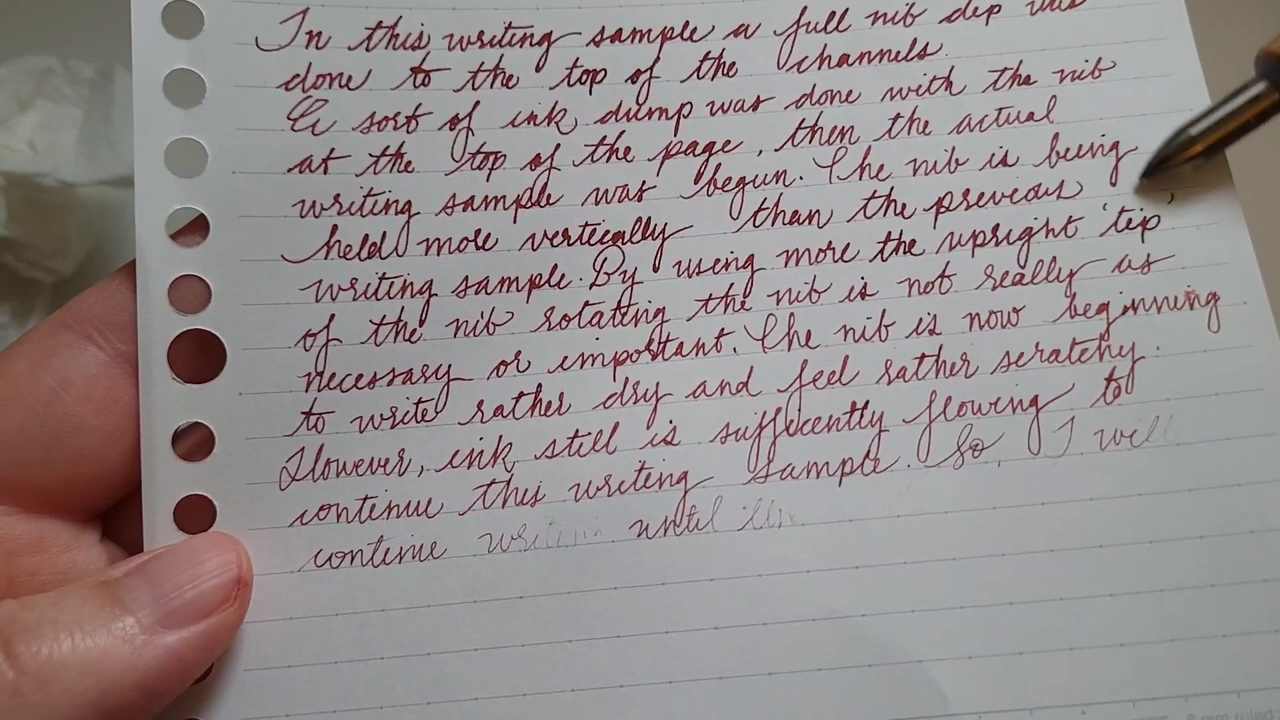 In this writing sample a full nib dip was
done to the top of the channels.
A sort of ink dump was done with the nib
at the top of the page, then the actual
writing sample was begun. The nib is being
held more vertically than the previous
writing sample. By using more the upright 'tip'
of the nib rotating the nib is not really as
necessary or important. The nib is now beginning
to write rather dry and feel rather scratchy.
However, ink still is sufficently flowing to
continue this writing sample. So, I will
continue writing until